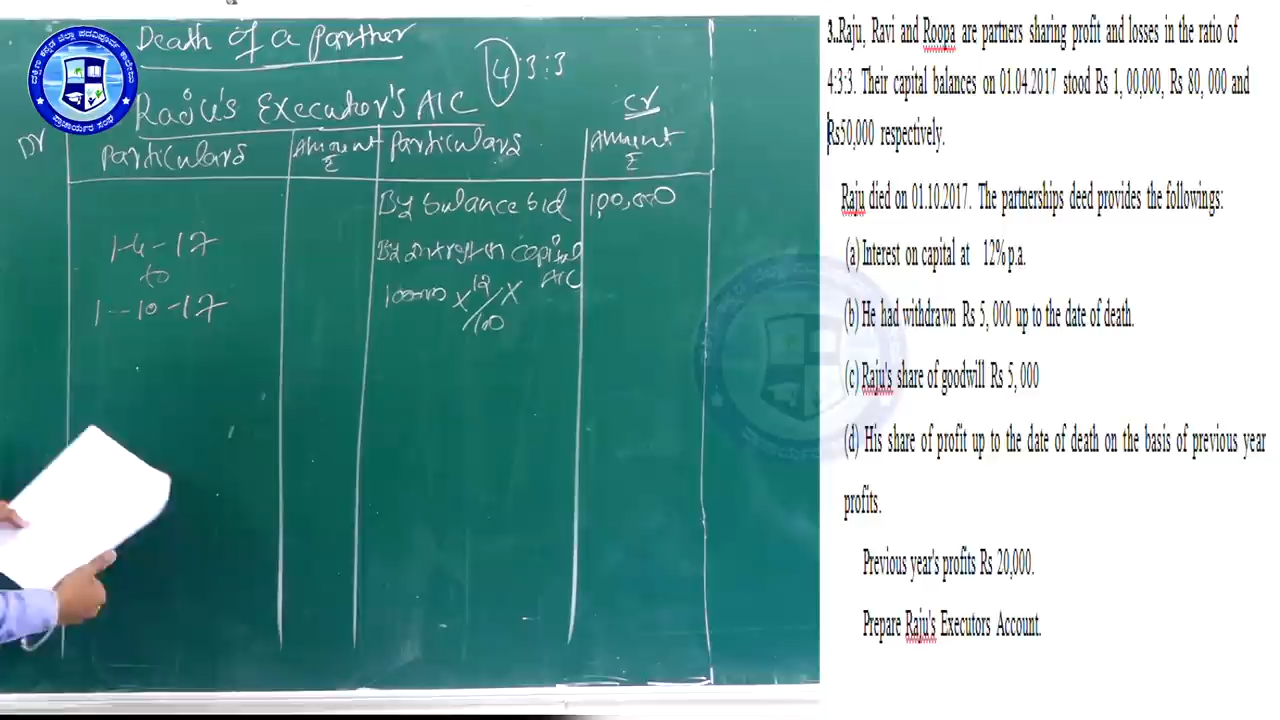 Death of a partner
4:3:3
Raju's Executor's A/C
Dr
Cr
Particulars
Amount
₹
Particulars
Amount
₹
By balance b/d
1,00,000
By Interest on capital
A/C
100000 x 12/100 x
1-4-17
to
1-10-17
3..Raju, Ravi and Roopa are partners sharing profit and losses in the ratio of
4:3:3. Their capital balances on 01.04.2017 stood Rs 1, 00,000, Rs 80, 000 and
Rs50,000 respectively.
Raju died on 01.10.2017. The partnerships deed provides the followings:
(a) Interest on capital at 12% p.a.
(b) He had withdrawn Rs 5, 000 up to the date of death.
(c) Raju's share of goodwill Rs 5, 000
(d) His share of profit up to the date of death on the basis of previous year
profits.
Previous year's profits Rs 20,000.
Prepare Raju's Executors Account.